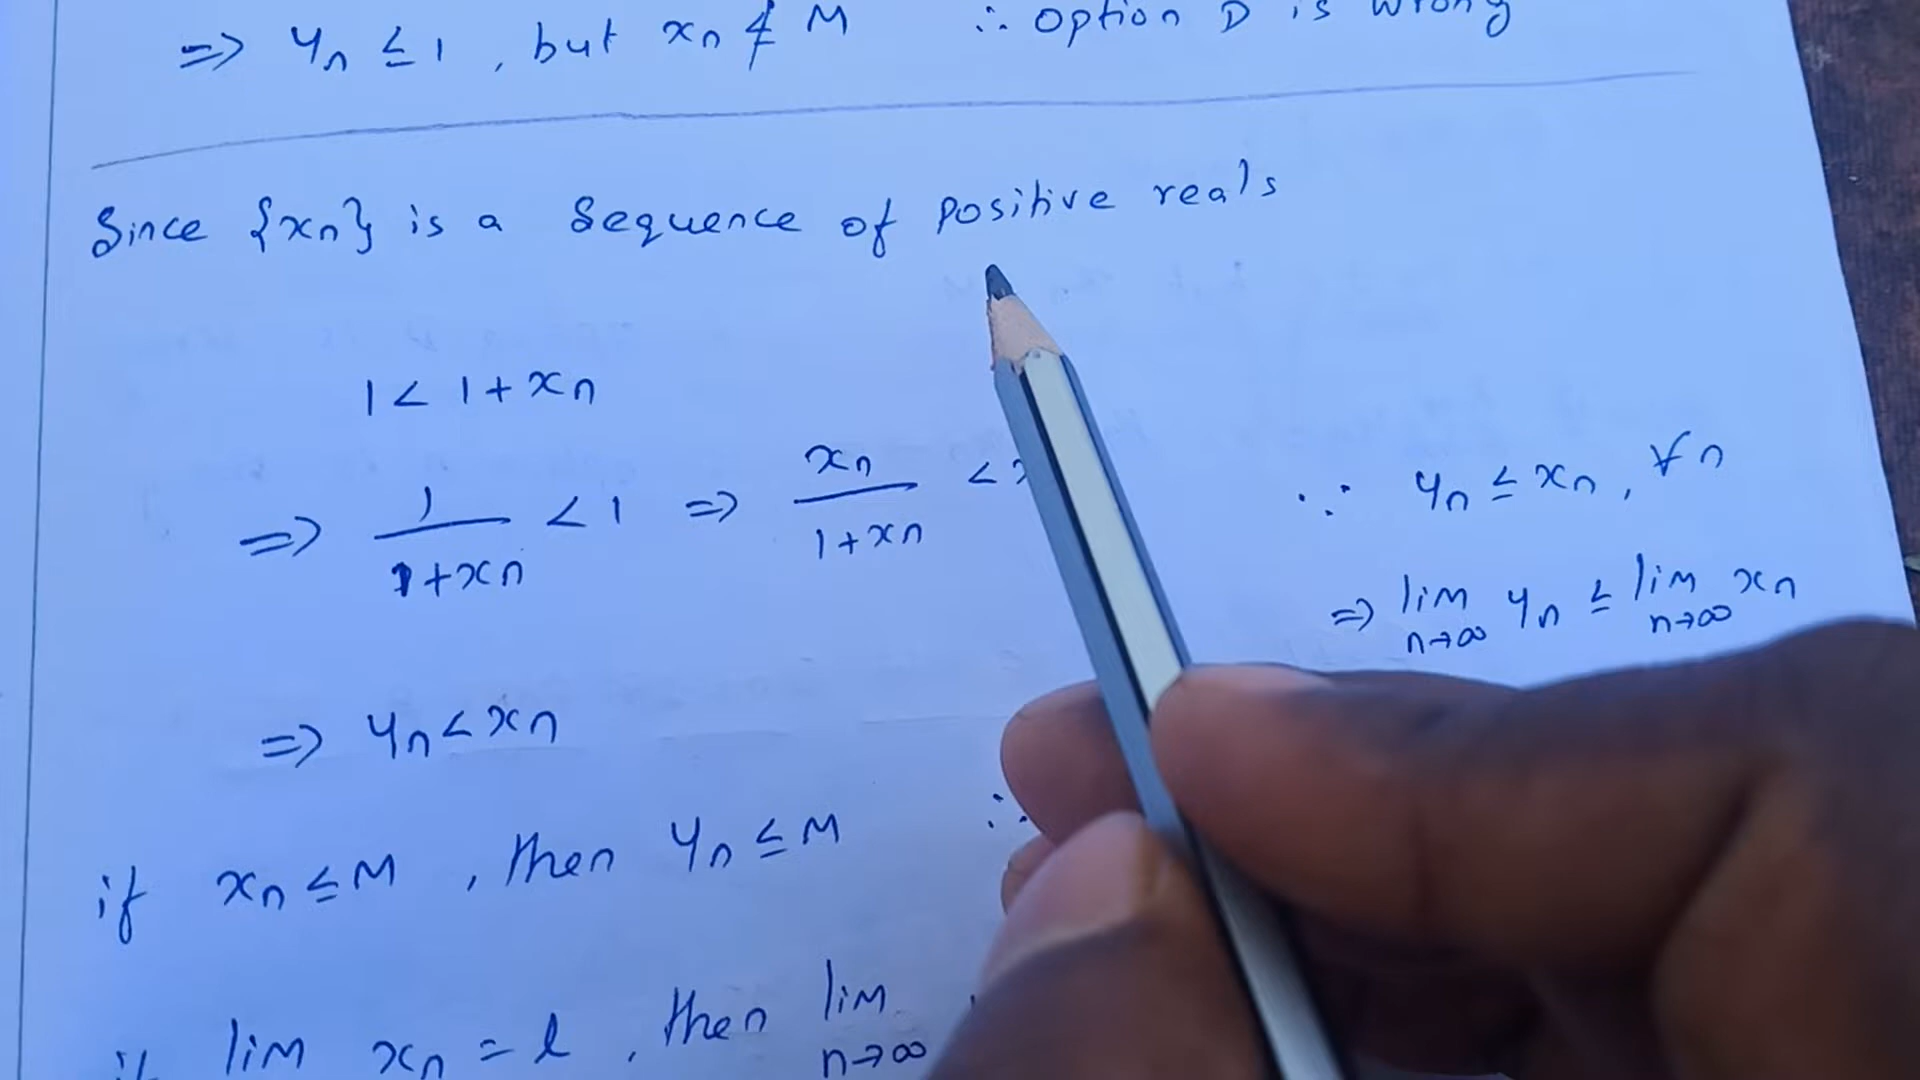 => yn ≤ 1, but xn ≰ M ∴ option D is wrong
Since {xn} is a sequence of positive reals
1 < 1 + xn
=> 1/(1+xn) < 1 => xn/(1+xn) <
∵ yn ≤ xn, ∀n
=> lim n→∞ yn ≤ lim n→∞ xn
=> yn < xn
if xn ≤ M, then yn ≤ M ∴
if lim xn = l, then lim n→∞